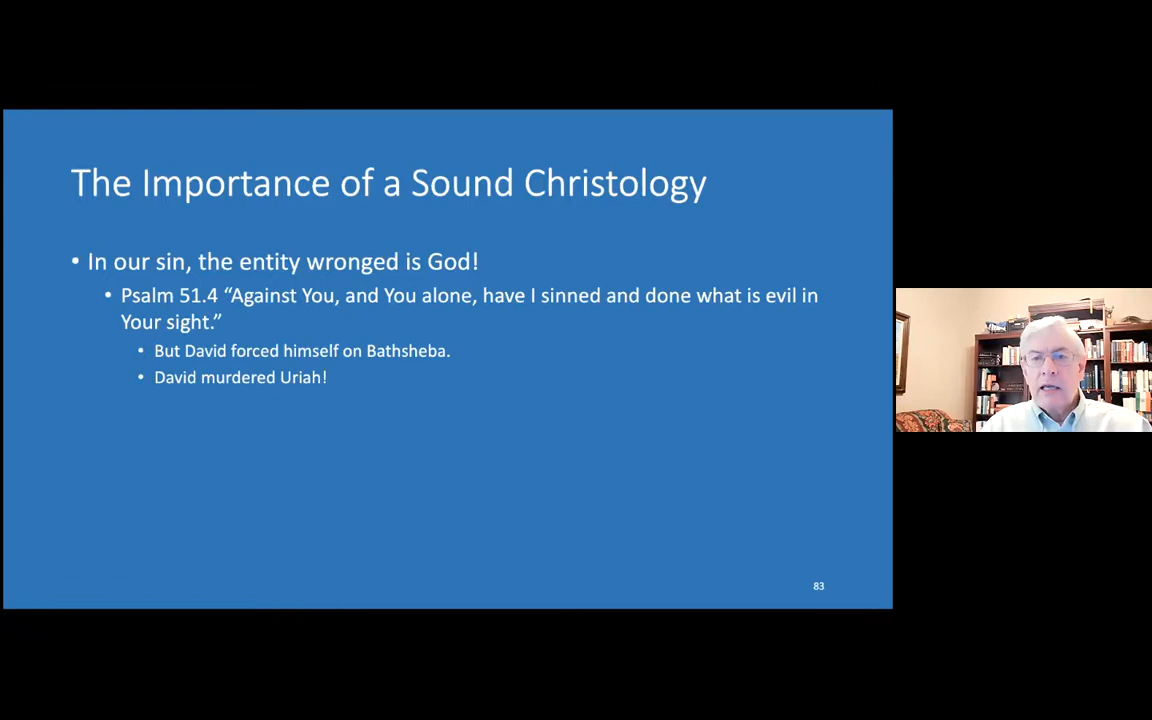 The Importance of a Sound Christology
• In our sin, the entity wronged is God!
• Psalm 51.4 “Against You, and You alone, have I sinned and done what is evil in
Your sight.”
• But David forced himself on Bathsheba.
• David murdered Uriah!
83